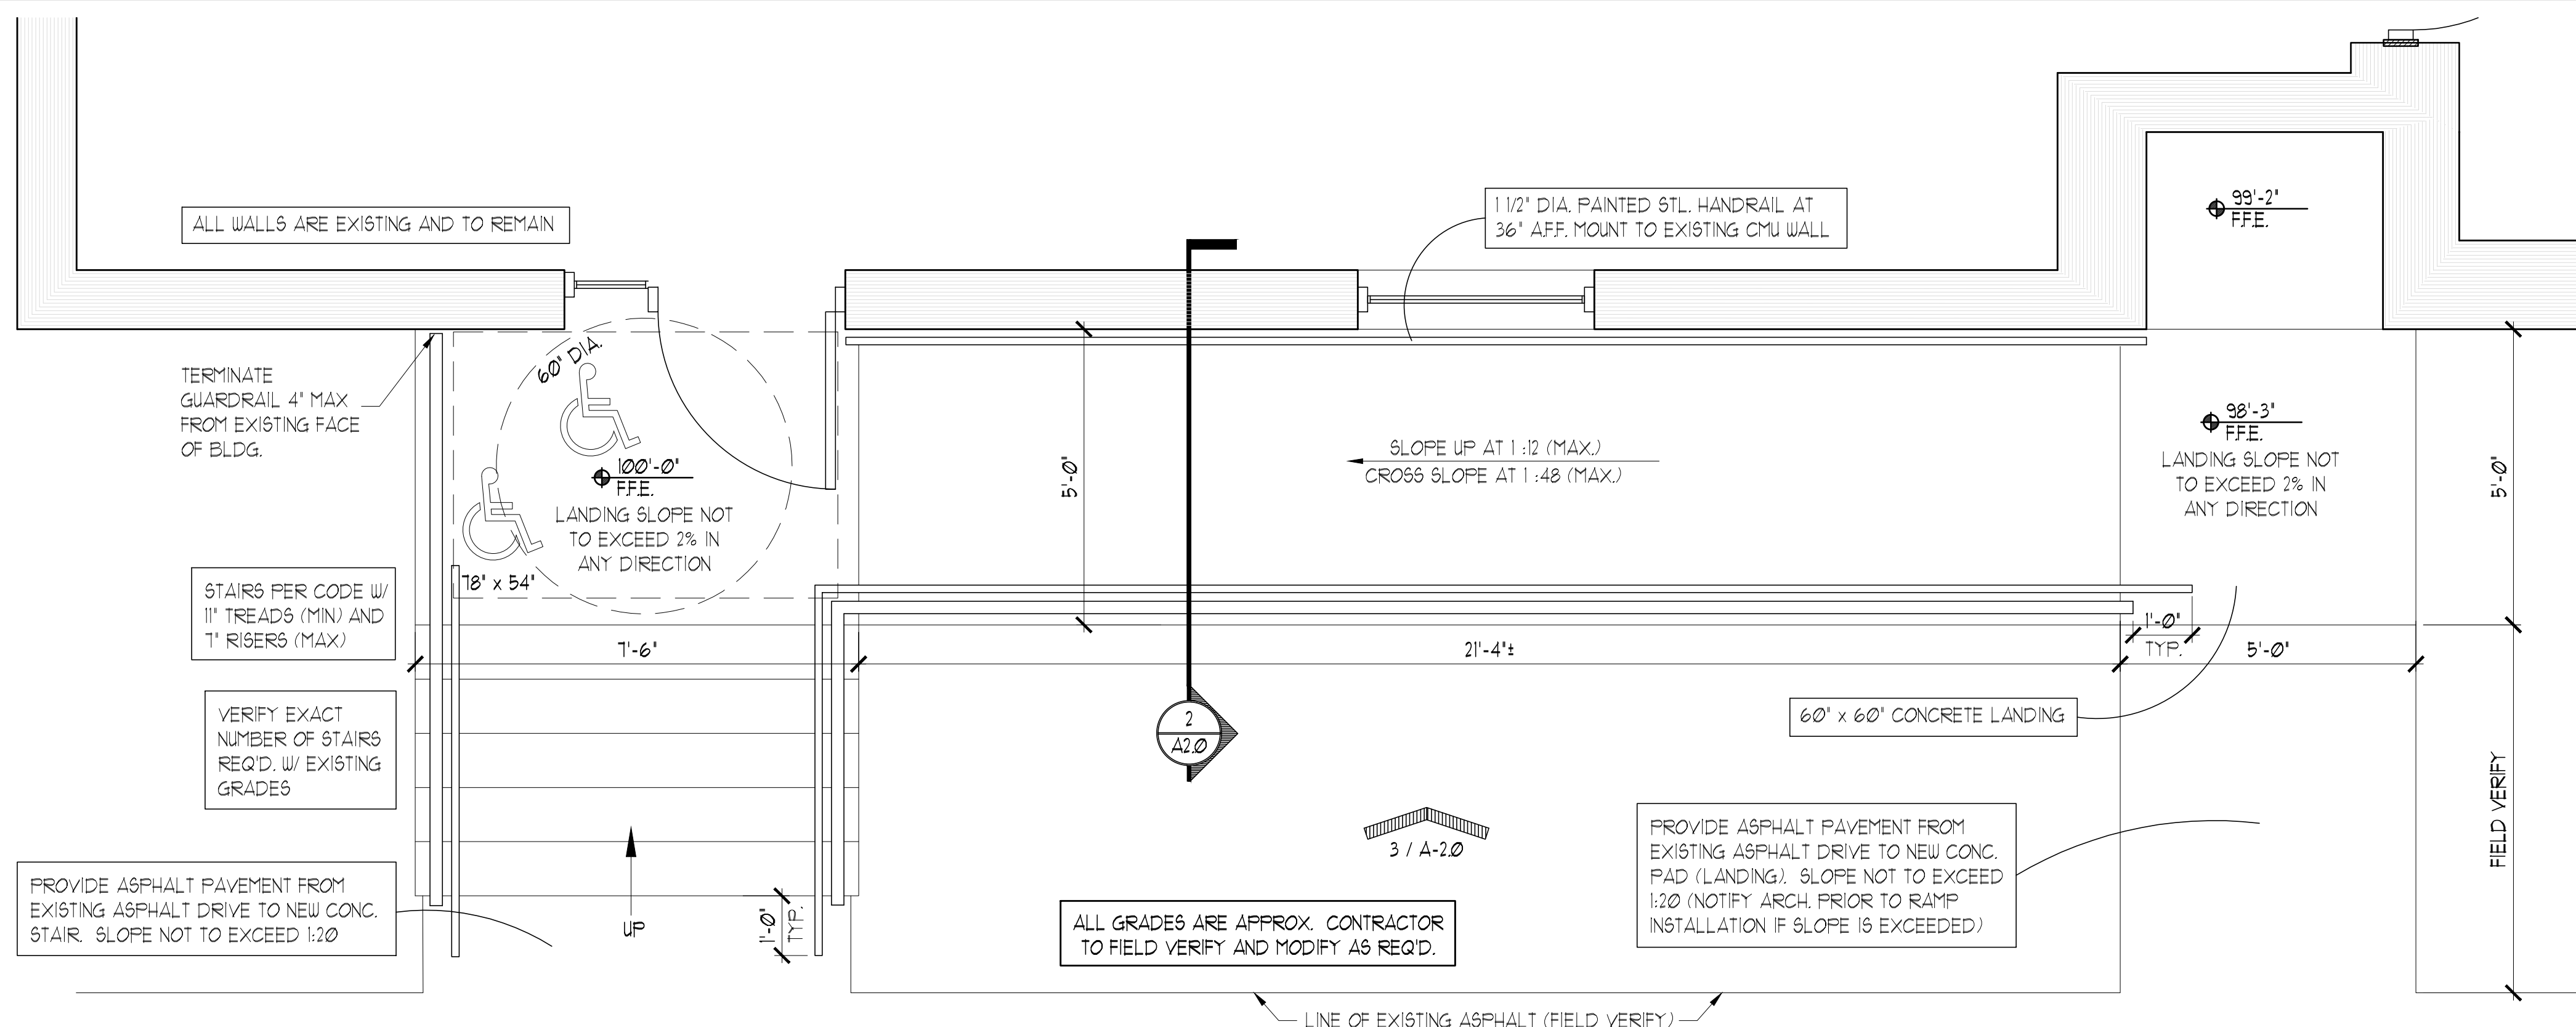 ALL WALLS ARE EXISTING AND TO REMAIN
1 1/2" DIA. PAINTED STL. HANDRAIL AT
36" A.F.F. MOUNT TO EXISTING CMU WALL
99'-2"
F.F.E.
TERMINATE
GUARDRAIL 4" MAX
FROM EXISTING FACE
OF BLDG.
60" DIA.
100'-0"
F.F.E.
LANDING SLOPE NOT
TO EXCEED 2% IN
ANY DIRECTION
78" x 54"
5'-0"
SLOPE UP AT 1 :12 (MAX.)
CROSS SLOPE AT 1 :48 (MAX.)
98'-3"
F.F.E.
LANDING SLOPE NOT
TO EXCEED 2% IN
ANY DIRECTION
5'-0"
STAIRS PER CODE W/
11" TREADS (MIN) AND
7" RISERS (MAX)
7'-6"
21'-4"±
1'-0"
TYP.
5'-0"
VERIFY EXACT
NUMBER OF STAIRS
REQ'D. W/ EXISTING
GRADES
2
A2.0
60" x 60" CONCRETE LANDING
3 / A-2.0
PROVIDE ASPHALT PAVEMENT FROM
EXISTING ASPHALT DRIVE TO NEW CONC.
PAD (LANDING). SLOPE NOT TO EXCEED
1:20 (NOTIFY ARCH. PRIOR TO RAMP
INSTALLATION IF SLOPE IS EXCEEDED)
FIELD VERIFY
PROVIDE ASPHALT PAVEMENT FROM
EXISTING ASPHALT DRIVE TO NEW CONC.
STAIR. SLOPE NOT TO EXCEED 1:20
UP
1'-0"
TYP.
ALL GRADES ARE APPROX. CONTRACTOR
TO FIELD VERIFY AND MODIFY AS REQ'D.
LINE OF EXISTING ASPHALT (FIELD VERIFY)